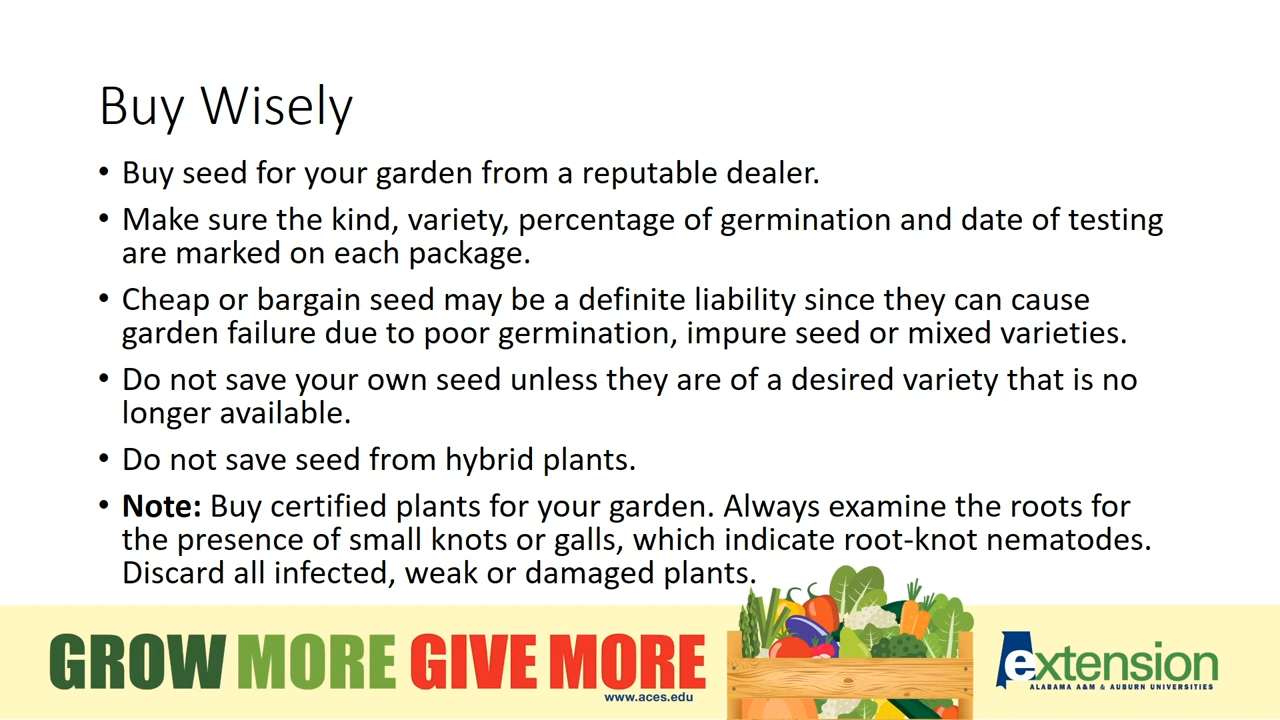 Buy Wisely
• Buy seed for your garden from a reputable dealer.
• Make sure the kind, variety, percentage of germination and date of testing
are marked on each package.
• Cheap or bargain seed may be a definite liability since they can cause
garden failure due to poor germination, impure seed or mixed varieties.
• Do not save your own seed unless they are of a desired variety that is no
longer available.
• Do not save seed from hybrid plants.
• Note: Buy certified plants for your garden. Always examine the roots for
the presence of small knots or galls, which indicate root-knot nematodes.
Discard all infected, weak or damaged plants.
GROW MORE GIVE MORE
www.aces.edu
extension
ALABAMA A&M & AUBURN UNIVERSITIES